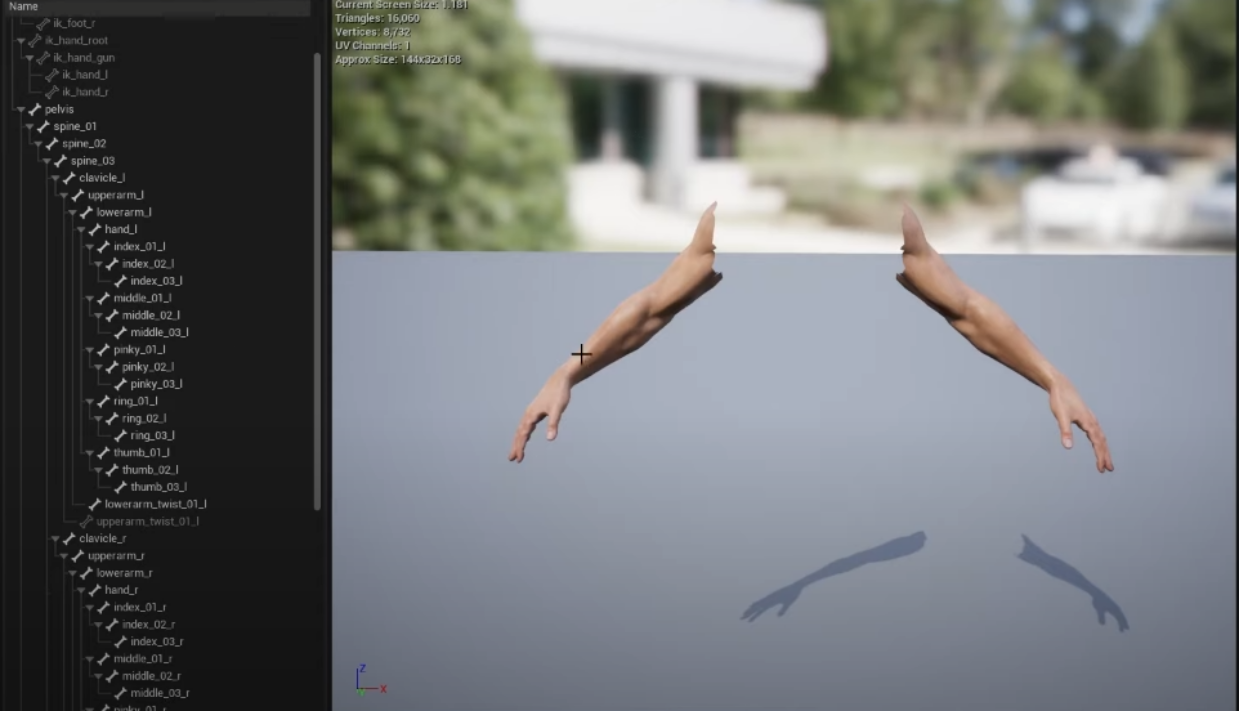 Name
ik_foot_r
ik_hand_root
ik_hand_gun
ik_hand_l
ik_hand_r
pelvis
spine_01
spine_02
spine_03
clavicle_l
upperarm_l
lowerarm_l
hand_l
index_01_l
index_02_l
index_03_l
middle_01_l
middle_02_l
middle_03_l
pinky_01_l
pinky_02_l
pinky_03_l
ring_01_l
ring_02_l
ring_03_l
thumb_01_l
thumb_02_l
thumb_03_l
lowerarm_twist_01_l
upperarm_twist_01_l
clavicle_r
upperarm_r
lowerarm_r
hand_r
index_01_r
index_02_r
index_03_r
middle_01_r
middle_02_r
middle_03_r
pinky_01_r
Current Screen Size: 1,181
Triangles: 16,060
Vertices: 8,732
UV Channels: 1
Approx Size: 144x32x168
Z
X